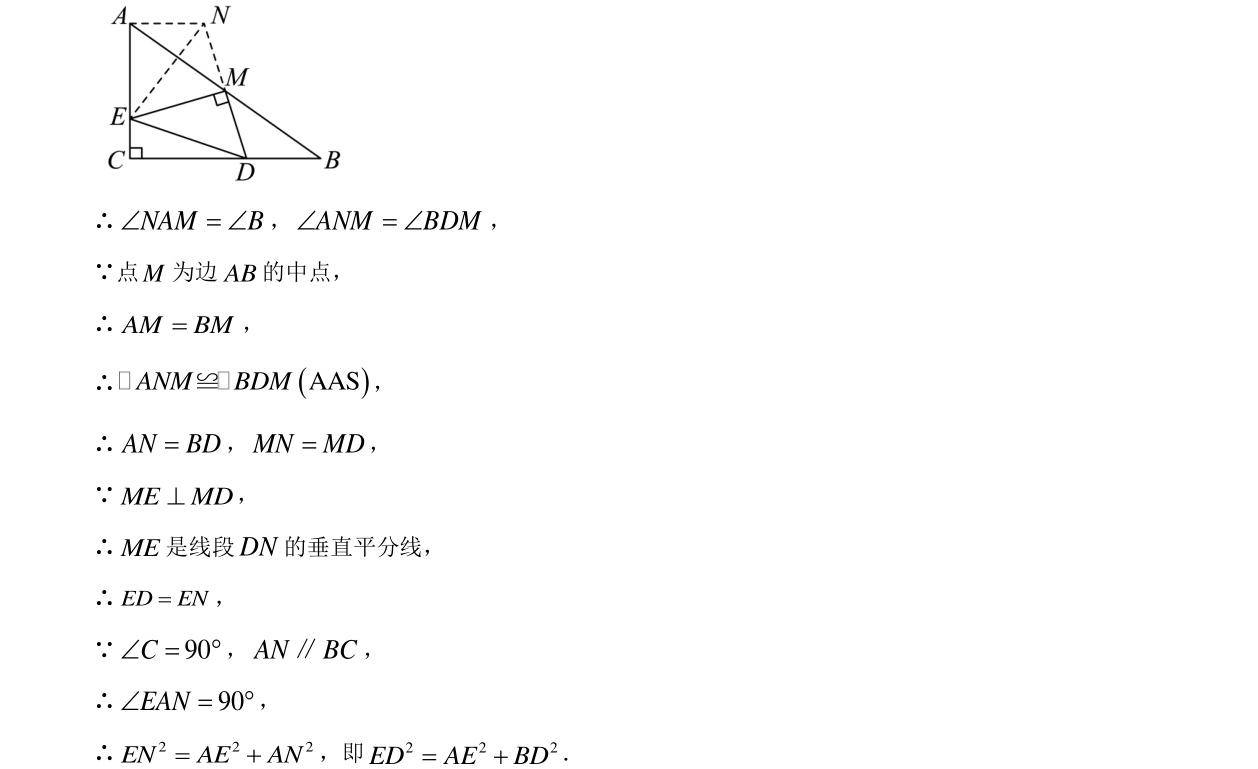 A N
M
E
C D B
∴ ∠NAM = ∠B，∠ANM = ∠BDM，
∵点M 为边 AB 的中点，
∴ AM = BM，
∴□ANM≌□BDM(AAS)，
∴ AN = BD，MN = MD，
∵ ME ⊥ MD，
∴ ME 是线段 DN 的垂直平分线，
∴ ED = EN，
∵ ∠C = 90°，AN // BC，
∴ ∠EAN = 90°，
∴ EN² = AE² + AN²，即 ED² = AE² + BD².